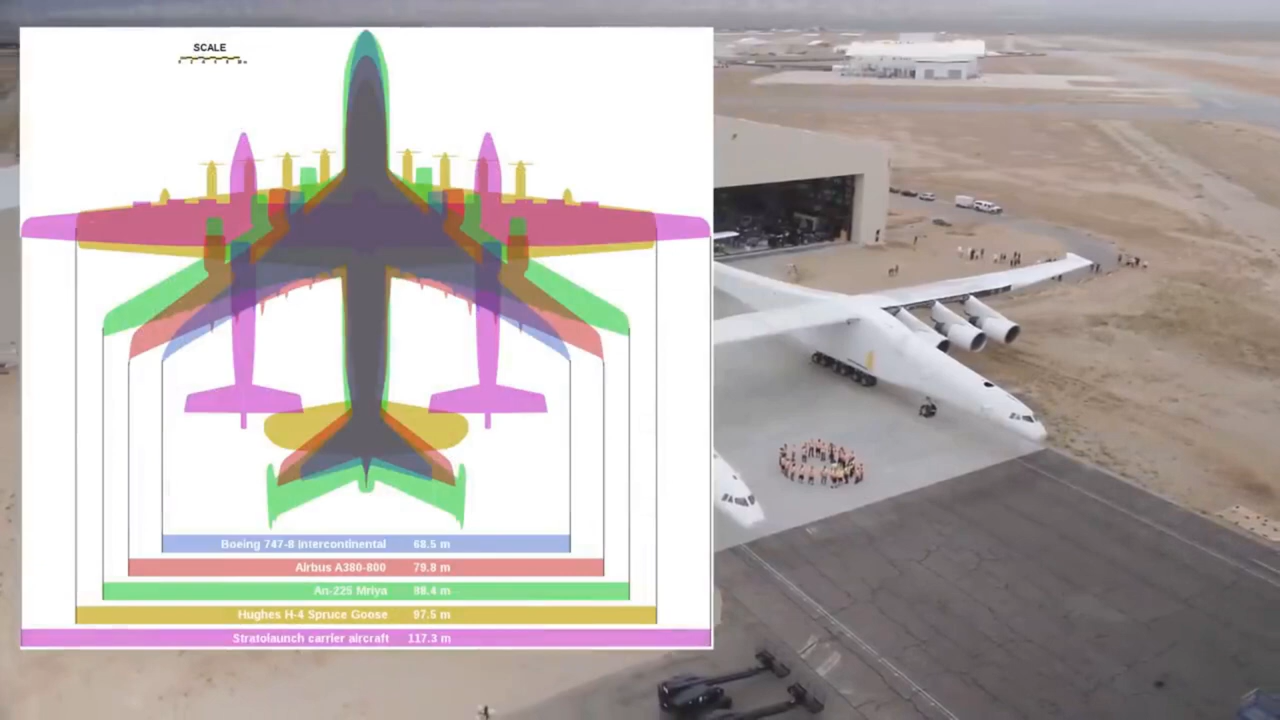 SCALE
Boeing 747-8 Intercontinental 68.5 m
Airbus A380-800 79.8 m
An-225 Mriya 88.4 m
Hughes H-4 Spruce Goose 97.5 m
Stratolaunch carrier aircraft 117.3 m